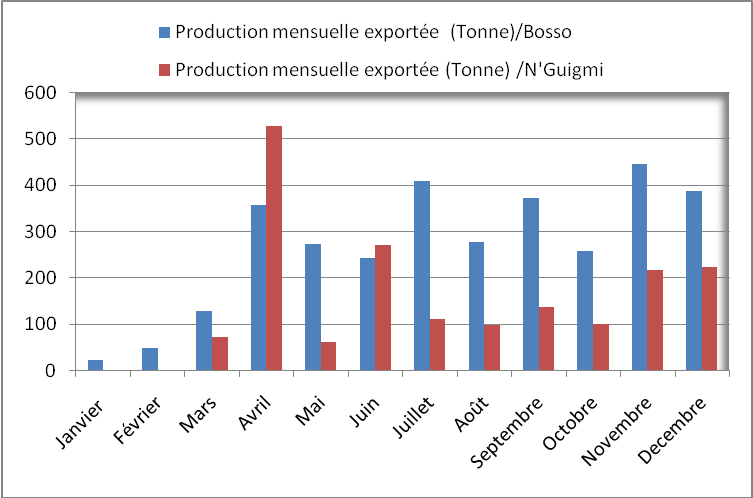 Production mensuelle exportée (Tonne)/Bosso
Production mensuelle exportée (Tonne) /N'Guigmi
600
500
400
300
200
100
0
Janvier
Février
Mars
Avril
Mai
Juin
Juillet
Août
Septembre
Octobre
Novembre
Decembre